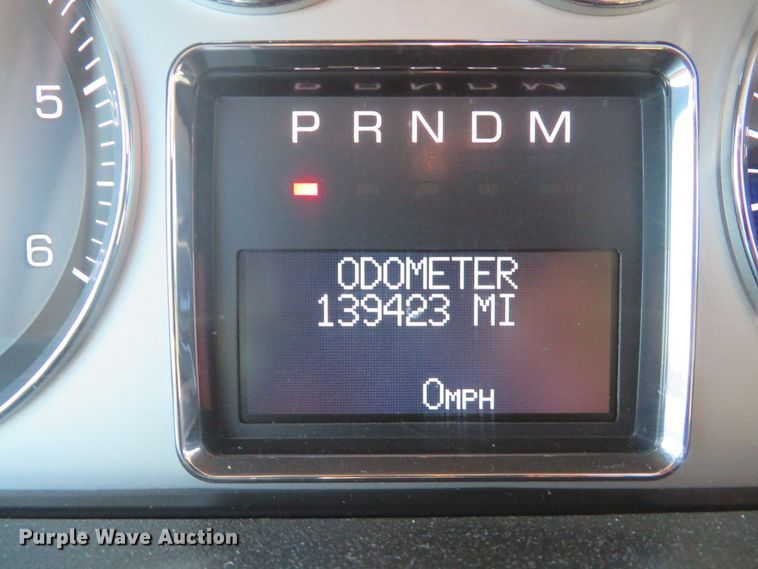 5
6
P R N D M
ODOMETER
139423 MI
0MPH
Purple Wave Auction